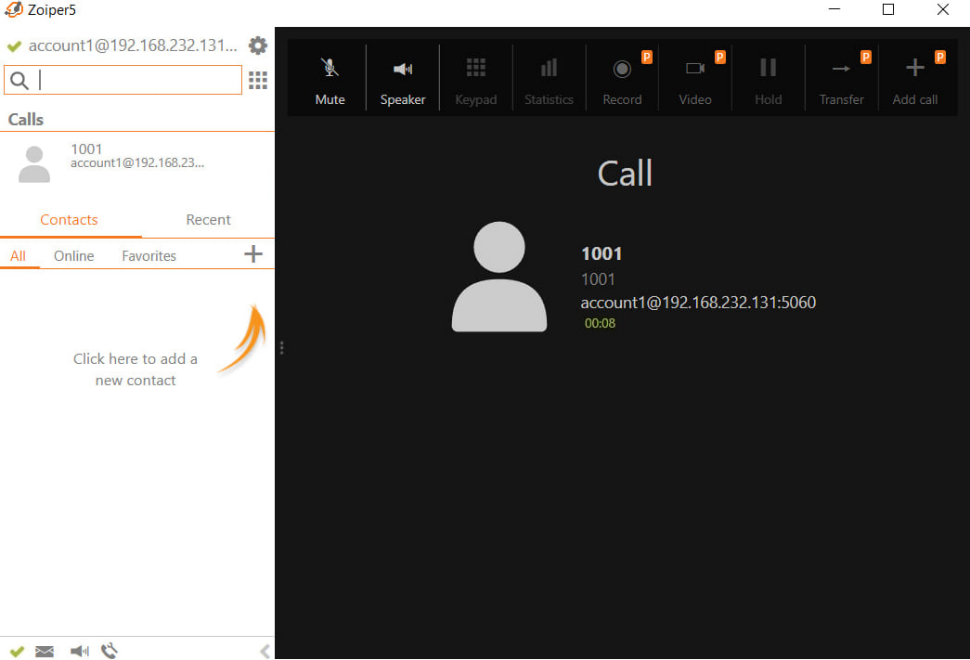 Zoiper5
account1@192.168.232.131...
Calls
1001
account1@192.168.23...
Contacts Recent
All Online Favorites
Click here to add a
new contact
Mute Speaker Keypad Statistics Record P Video P Hold Transfer P Add call P
Call
1001
1001
account1@192.168.232.131:5060
00:08